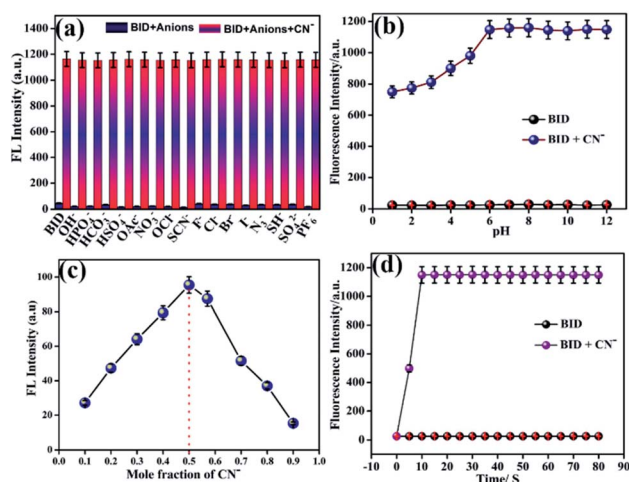 (a)
BID+Anions
BID+Anions+CN⁻
FL Intensity (a.u.)
1400
1200
1000
800
600
400
200
0
BID
OH⁻
HPO₄⁻
HCO₃⁻
HSO₄⁻
OAc⁻
NO₃⁻
OCl⁻
SCN⁻
F⁻
Cl⁻
Br⁻
I⁻
N₃⁻
SH⁻
SO₄²⁻
PF₆⁻
(b)
Fluorescence Intensity/a.u.
1200
1000
800
600
400
200
0
BID
BID + CN⁻
0 2 4 6 8 10 12
pH
(c)
FL Intensity (a.u)
100
80
60
40
20
0
0.0 0.1 0.2 0.3 0.4 0.5 0.6 0.7 0.8 0.9 1.0
Mole fraction of CN⁻
(d)
Fluorescence Intensity/a.u.
1200
1000
800
600
400
200
0
BID
BID + CN⁻
-10 0 10 20 30 40 50 60 70 80 90
Time/ S